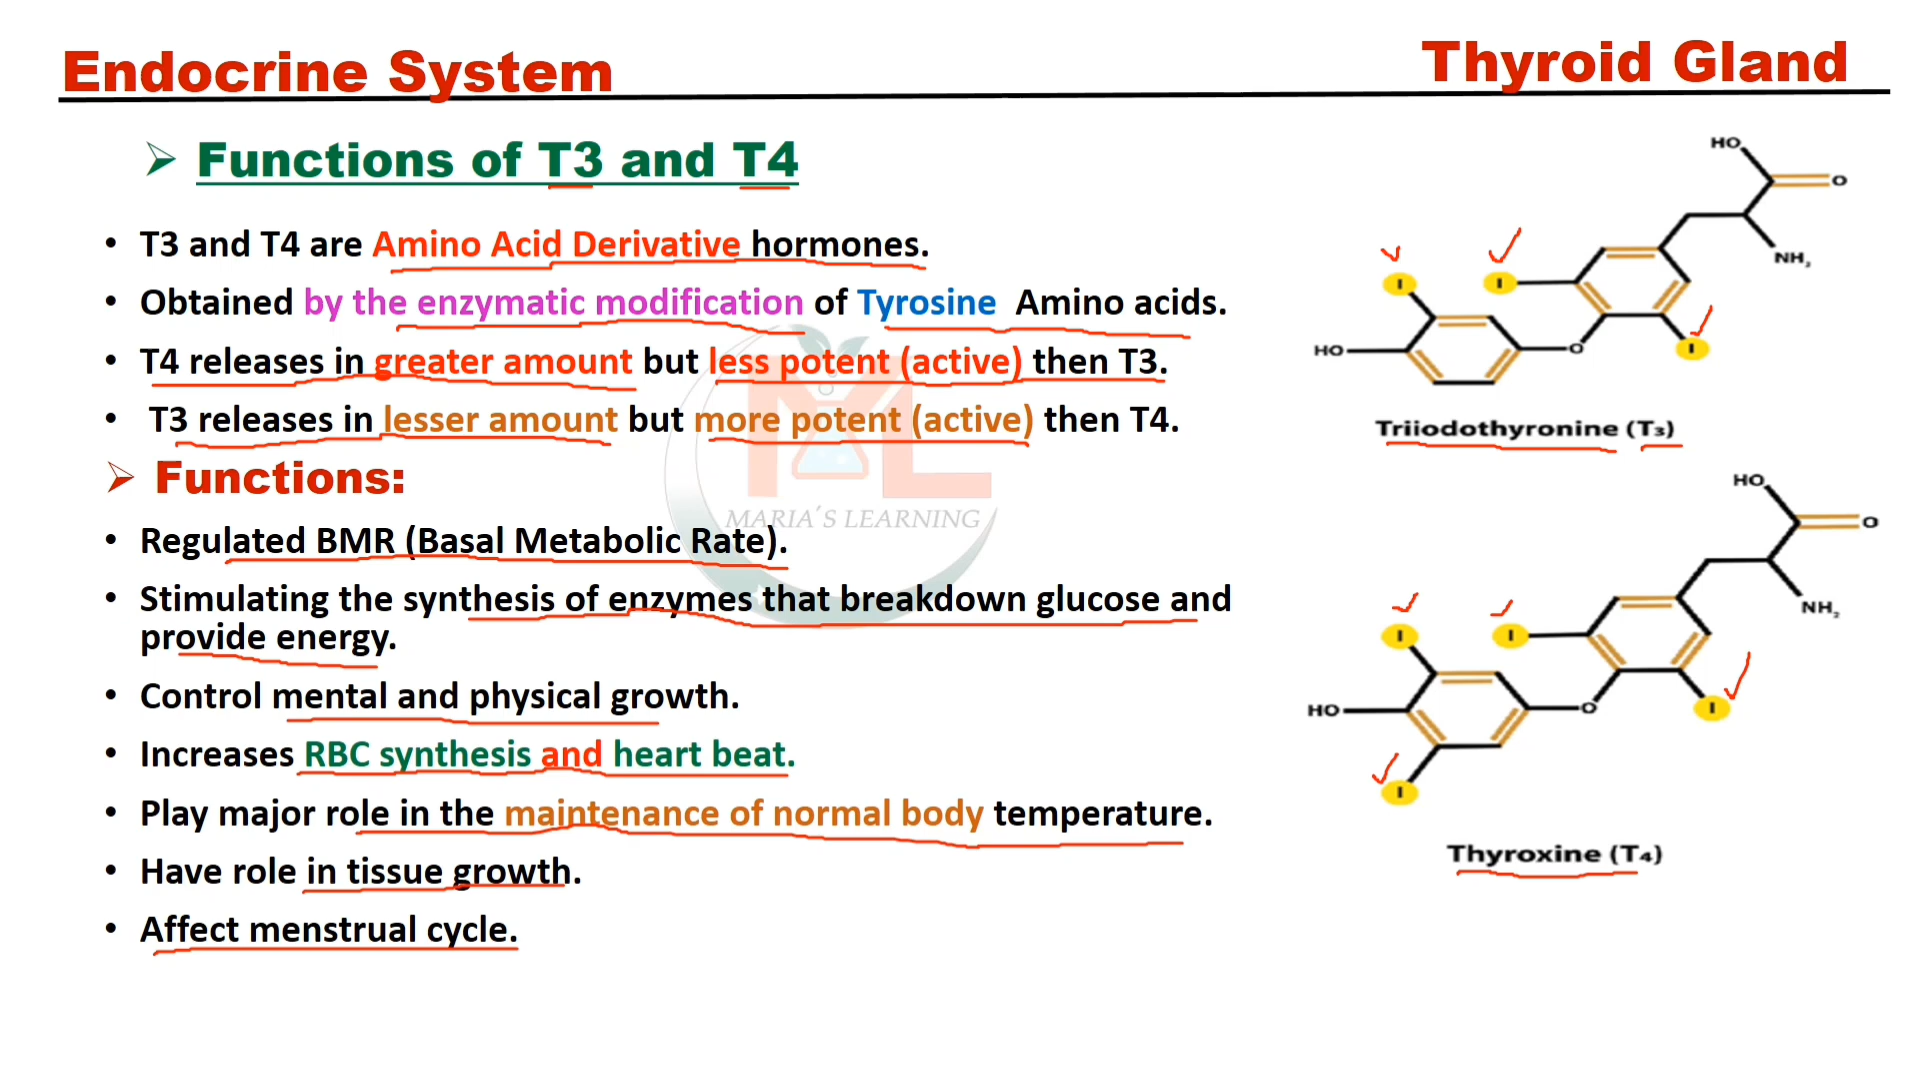 Endocrine System
Thyroid Gland
➢ Functions of T3 and T4
• T3 and T4 are Amino Acid Derivative hormones.
• Obtained by the enzymatic modification of Tyrosine Amino acids.
• T4 releases in greater amount but less potent (active) then T3.
• T3 releases in lesser amount but more potent (active) then T4.
➢ Functions:
• Regulated BMR (Basal Metabolic Rate).
• Stimulating the synthesis of enzymes that breakdown glucose and
provide energy.
• Control mental and physical growth.
• Increases RBC synthesis and heart beat.
• Play major role in the maintenance of normal body temperature.
• Have role in tissue growth.
• Affect menstrual cycle.
ML
MARIA'S LEARNING
HO
O
NH₂
I
I
I
HO
O
Triiodothyronine (T₃)
HO
O
NH₂
I
I
I
HO
O
I
Thyroxine (T₄)